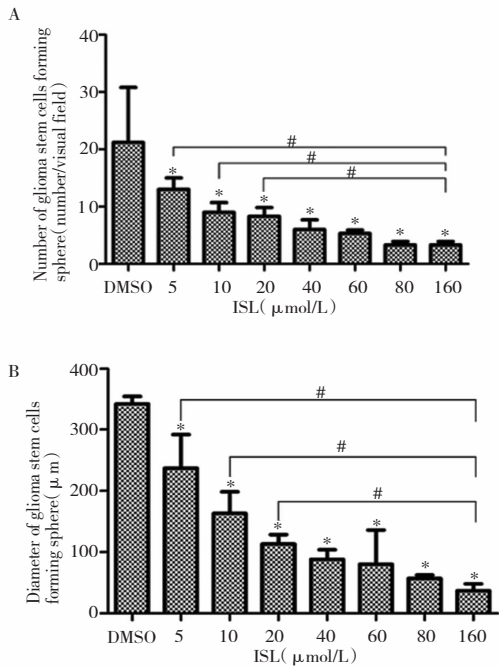 A
Number of glioma stem cells forming
sphere( number/visual field)
40
30
20
10
0
#
#
#
* * * * * * *
DMSO 5 10 20 40 60 80 160
ISL( μmol/L)
B
Diameter of glioma stem cells
forming sphere( μm)
400
300
200
100
0
#
#
#
* * * * * * *
DMSO 5 10 20 40 60 80 160
ISL( μmol/L)